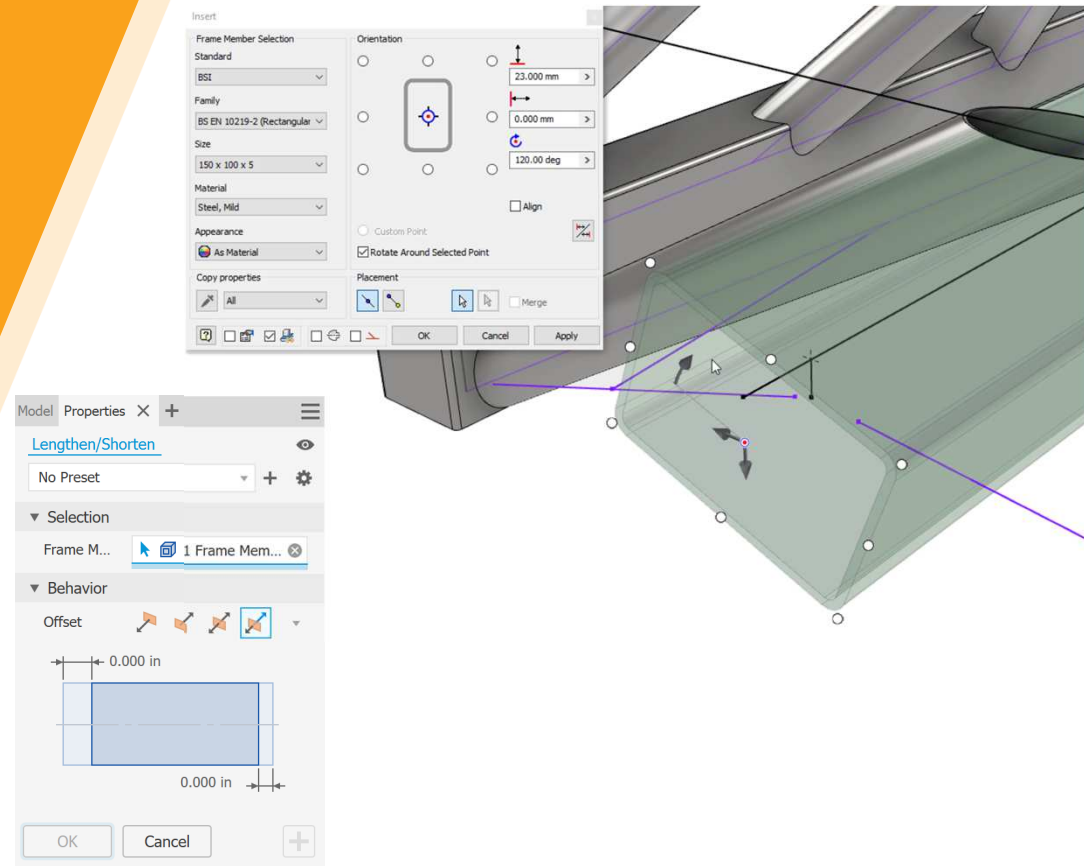 Insert
Frame Member Selection
Standard
BSI
Family
BS EN 10219-2 (Rectangular
Size
150 x 100 x 5
Material
Steel, Mild
Appearance
As Material
Copy properties
All
Orientation
23.000 mm
0.000 mm
120.00 deg
Align
Custom Point
Rotate Around Selected Point
Placement
Merge
OK Cancel Apply
Model Properties
Lengthen/Shorten
No Preset
Selection
Frame M... 1 Frame Mem...
Behavior
Offset
0.000 in
0.000 in
OK Cancel